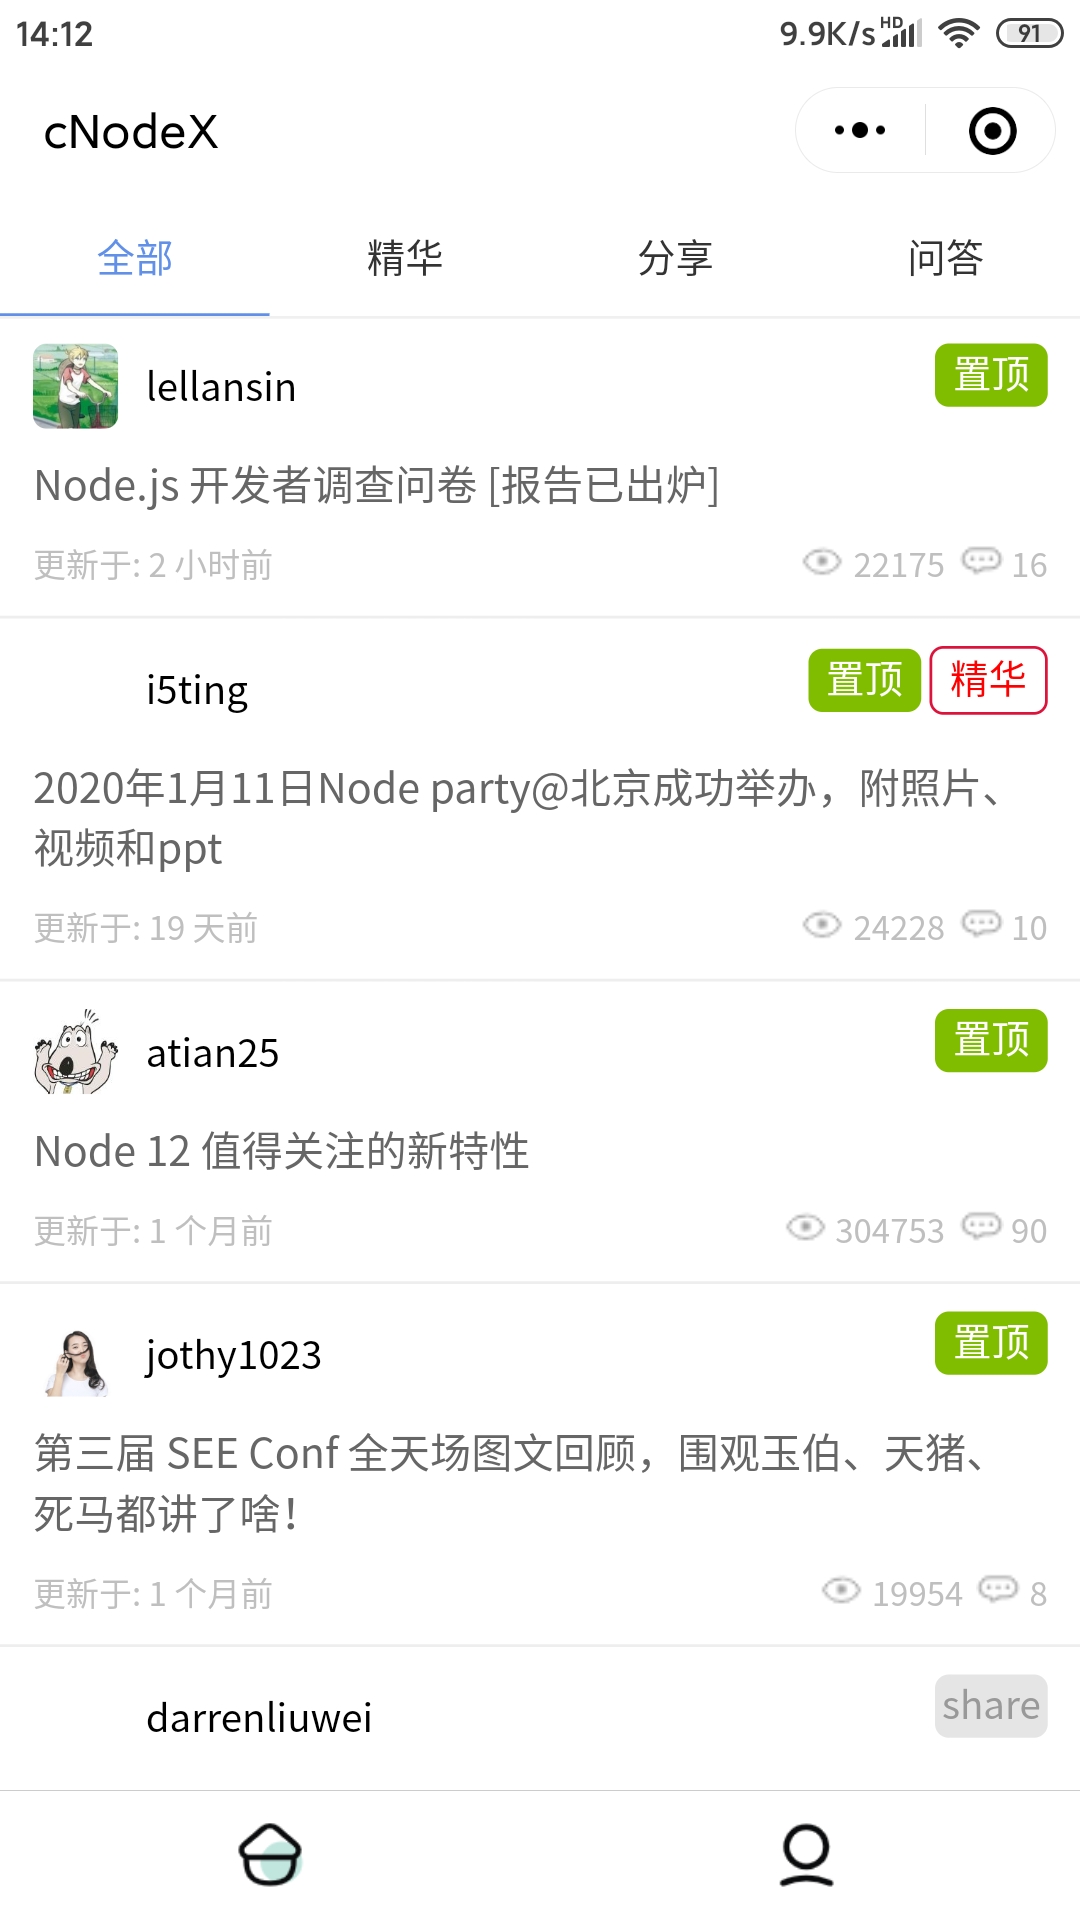 14:12
9.9K/s HD 91
cNodeX
全部 精华 分享 问答
lellansin 置顶
Node.js 开发者调查问卷 [报告已出炉]
更新于: 2 小时前 22175 16
i5ting 置顶 精华
2020年1月11日Node party@北京成功举办，附照片、
视频和ppt
更新于: 19 天前 24228 10
atian25 置顶
Node 12 值得关注的新特性
更新于: 1 个月前 304753 90
jothy1023 置顶
第三届 SEE Conf 全天场图文回顾，围观玉伯、天猪、
死马都讲了啥！
更新于: 1 个月前 19954 8
darrenliuwei share